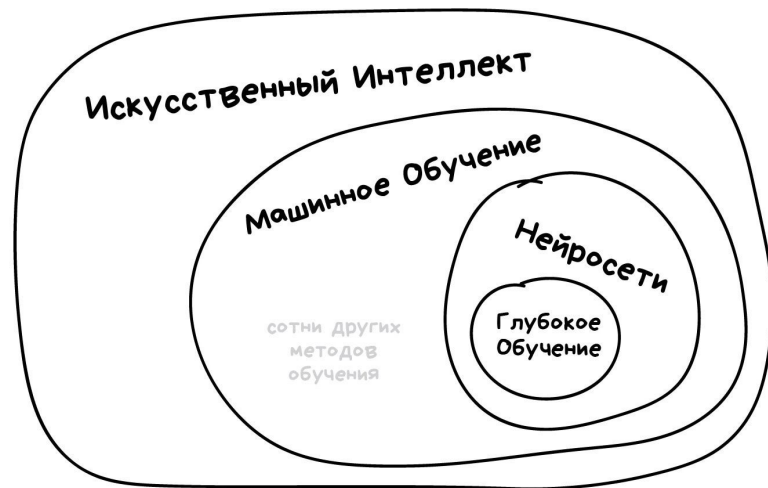 Искусственный Интеллект
Машинное Обучение
Нейросети
Глубокое
Обучение
сотни других
методов
обучения